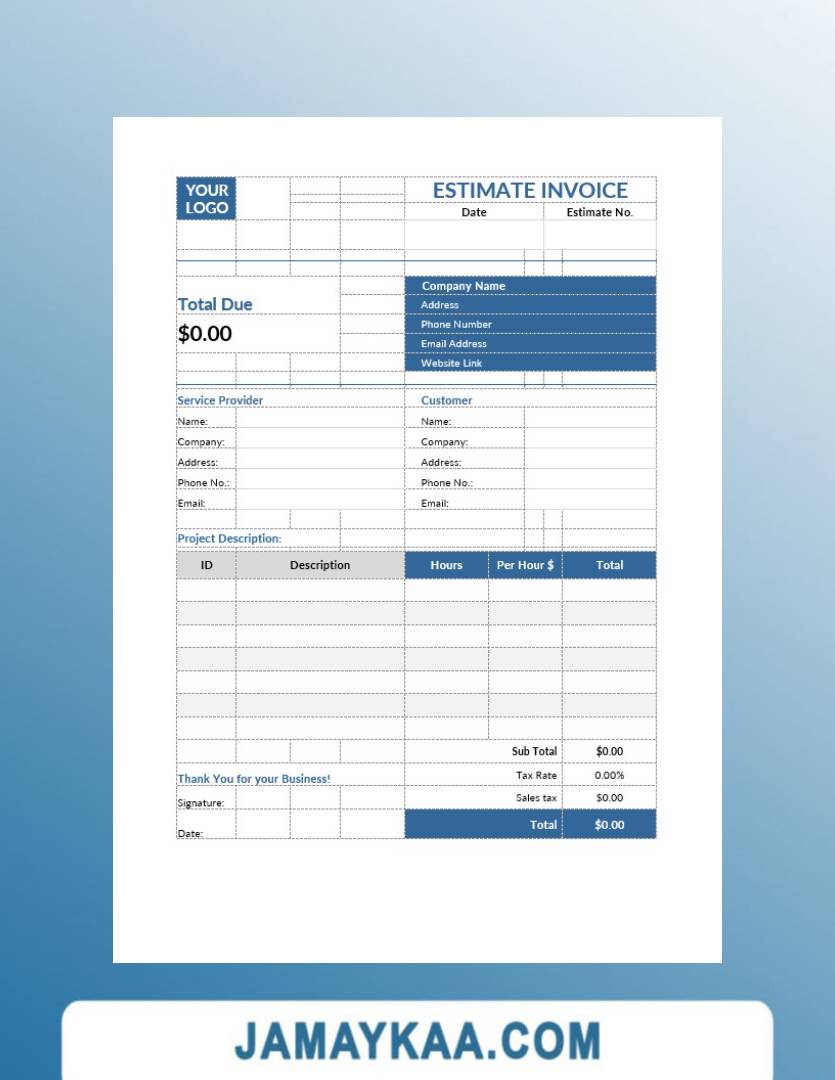 YOUR
LOGO
ESTIMATE INVOICE
Date Estimate No.
Total Due
$0.00
Company Name
Address
Phone Number
Email Address
Website Link
Service Provider Customer
Name: Name:
Company: Company:
Address: Address:
Phone No.: Phone No.:
Email: Email:
Project Description:
ID Description Hours Per Hour $ Total
Sub Total $0.00
Thank You for your Business! Tax Rate 0.00%
Signature: Sales tax $0.00
Date: Total $0.00
JAMAYKAA.COM